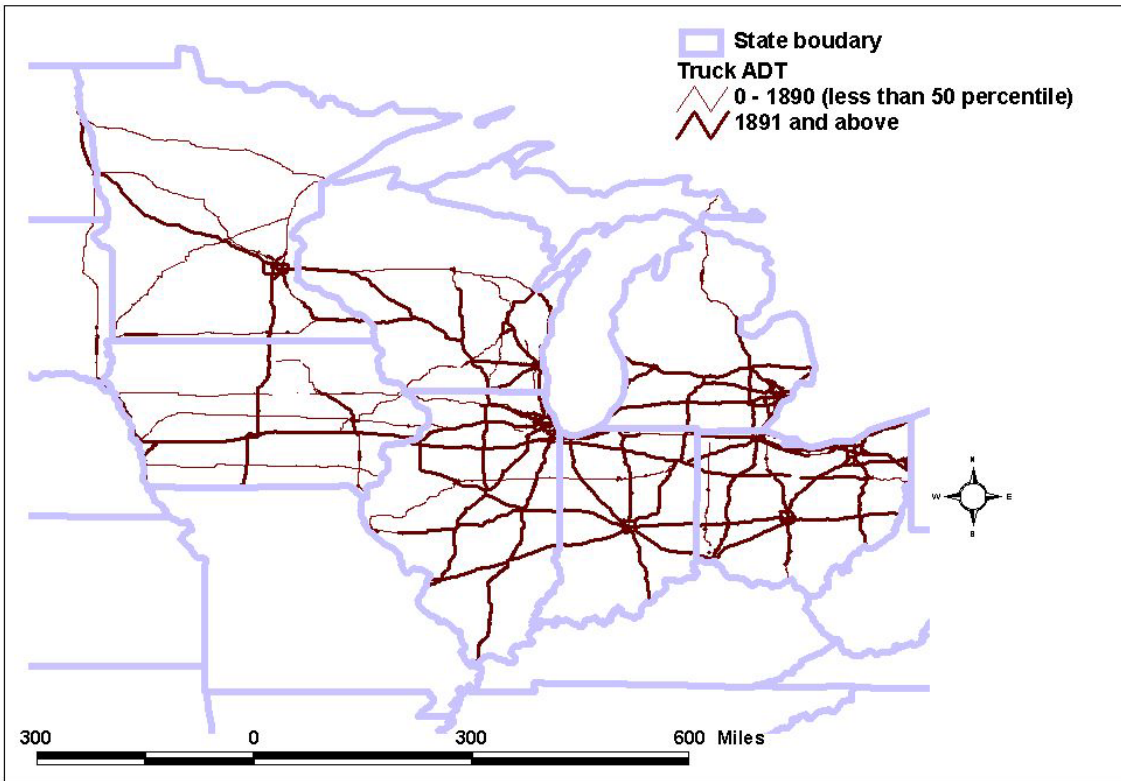 State boudary
Truck ADT
0 - 1890 (less than 50 percentile)
1891 and above
N
W E
S
300 0 300 600 Miles